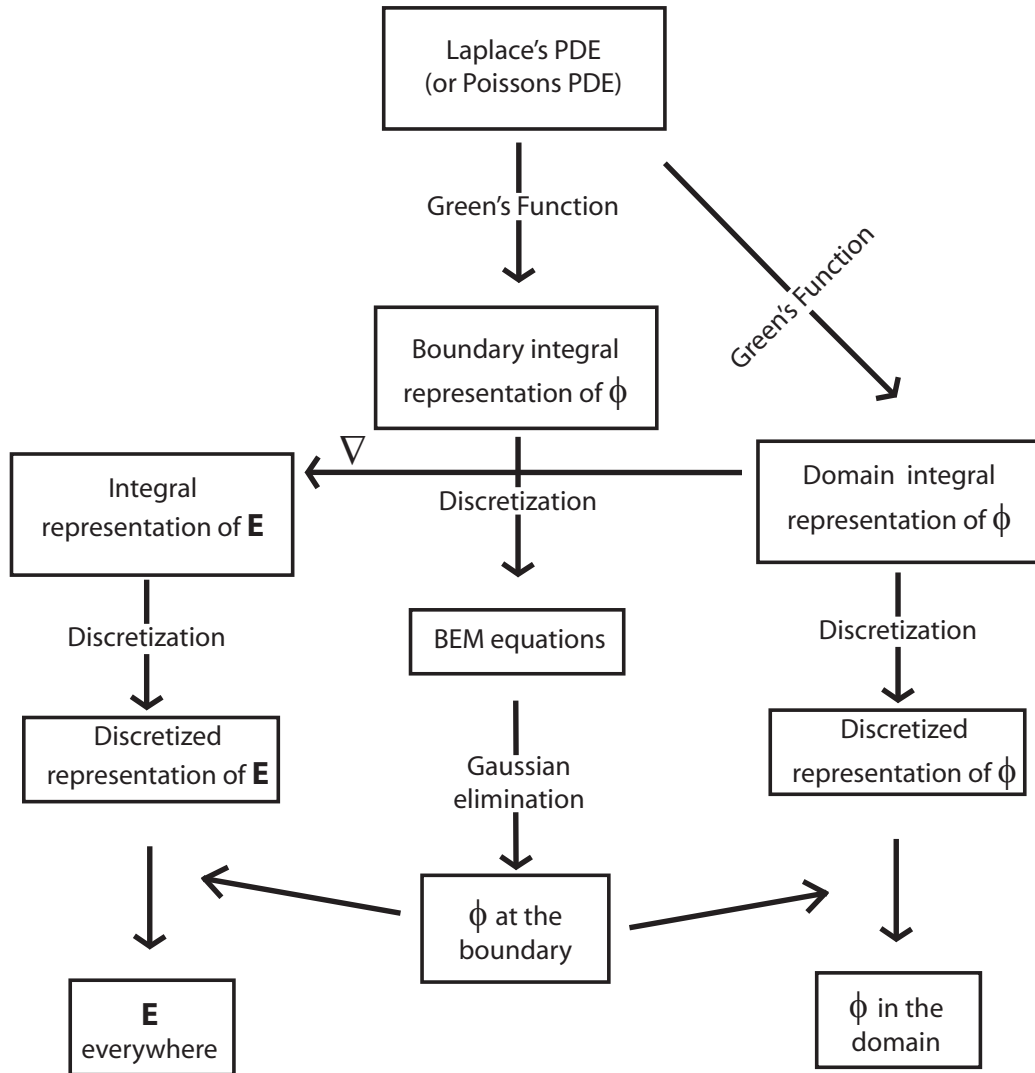 Laplace's PDE
(or Poissons PDE)
Green's Function
Green's Function
Boundary integral
representation of ϕ
∇
Integral
representation of E
Discretization
Domain integral
representation of ϕ
Discretization
BEM equations
Discretization
Discretized
representation of E
Gaussian
elimination
Discretized
representation of ϕ
ϕ at the
boundary
E
everywhere
ϕ in the
domain